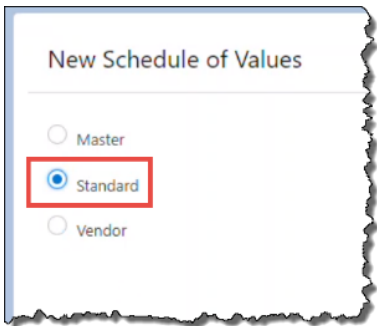 New Schedule of Values
Master
Standard
Vendor